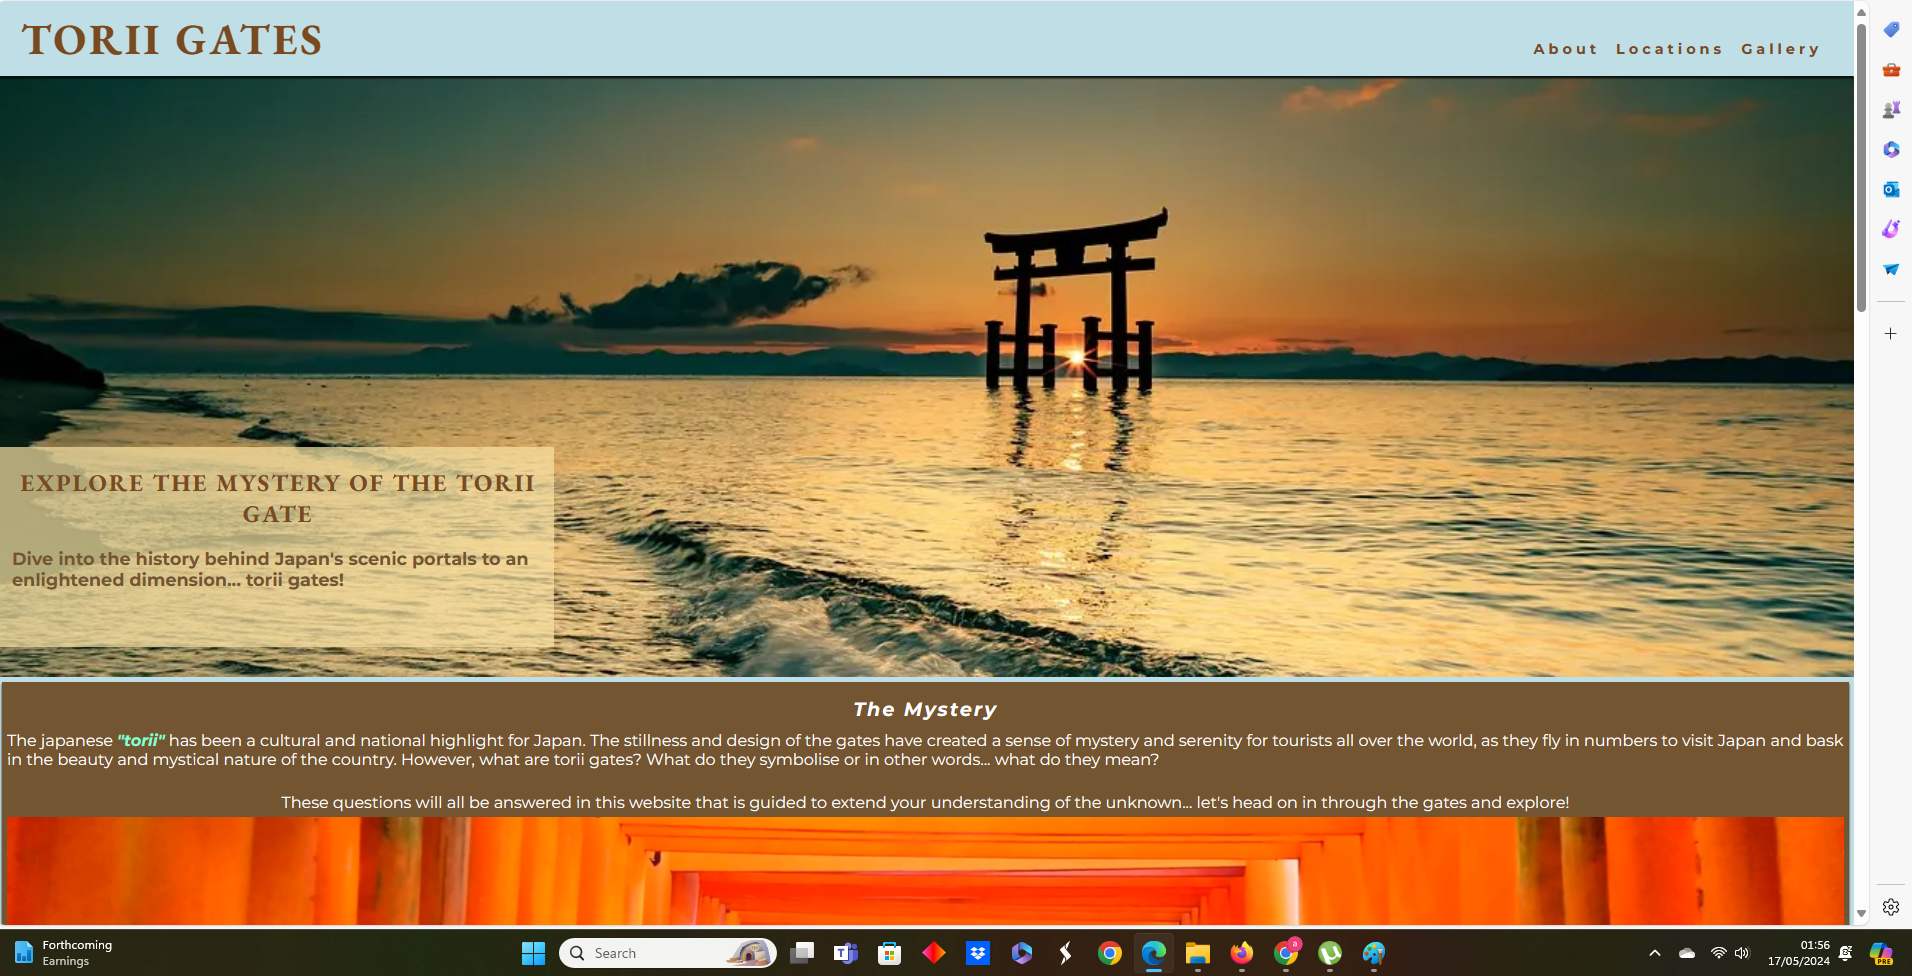 TORII GATES
About Locations Gallery
EXPLORE THE MYSTERY OF THE TORII
GATE
Dive into the history behind Japan's scenic portals to an
enlightened dimension... torii gates!
The Mystery
The japanese "torii" has been a cultural and national highlight for Japan. The stillness and design of the gates have created a sense of mystery and serenity for tourists all over the world, as they fly in numbers to visit Japan and bask
in the beauty and mystical nature of the country. However, what are torii gates? What do they symbolise or in other words... what do they mean?
These questions will all be answered in this website that is guided to extend your understanding of the unknown... let's head on in through the gates and explore!
Forthcoming
Earnings
Search
a
01:56
17/05/2024
PRE